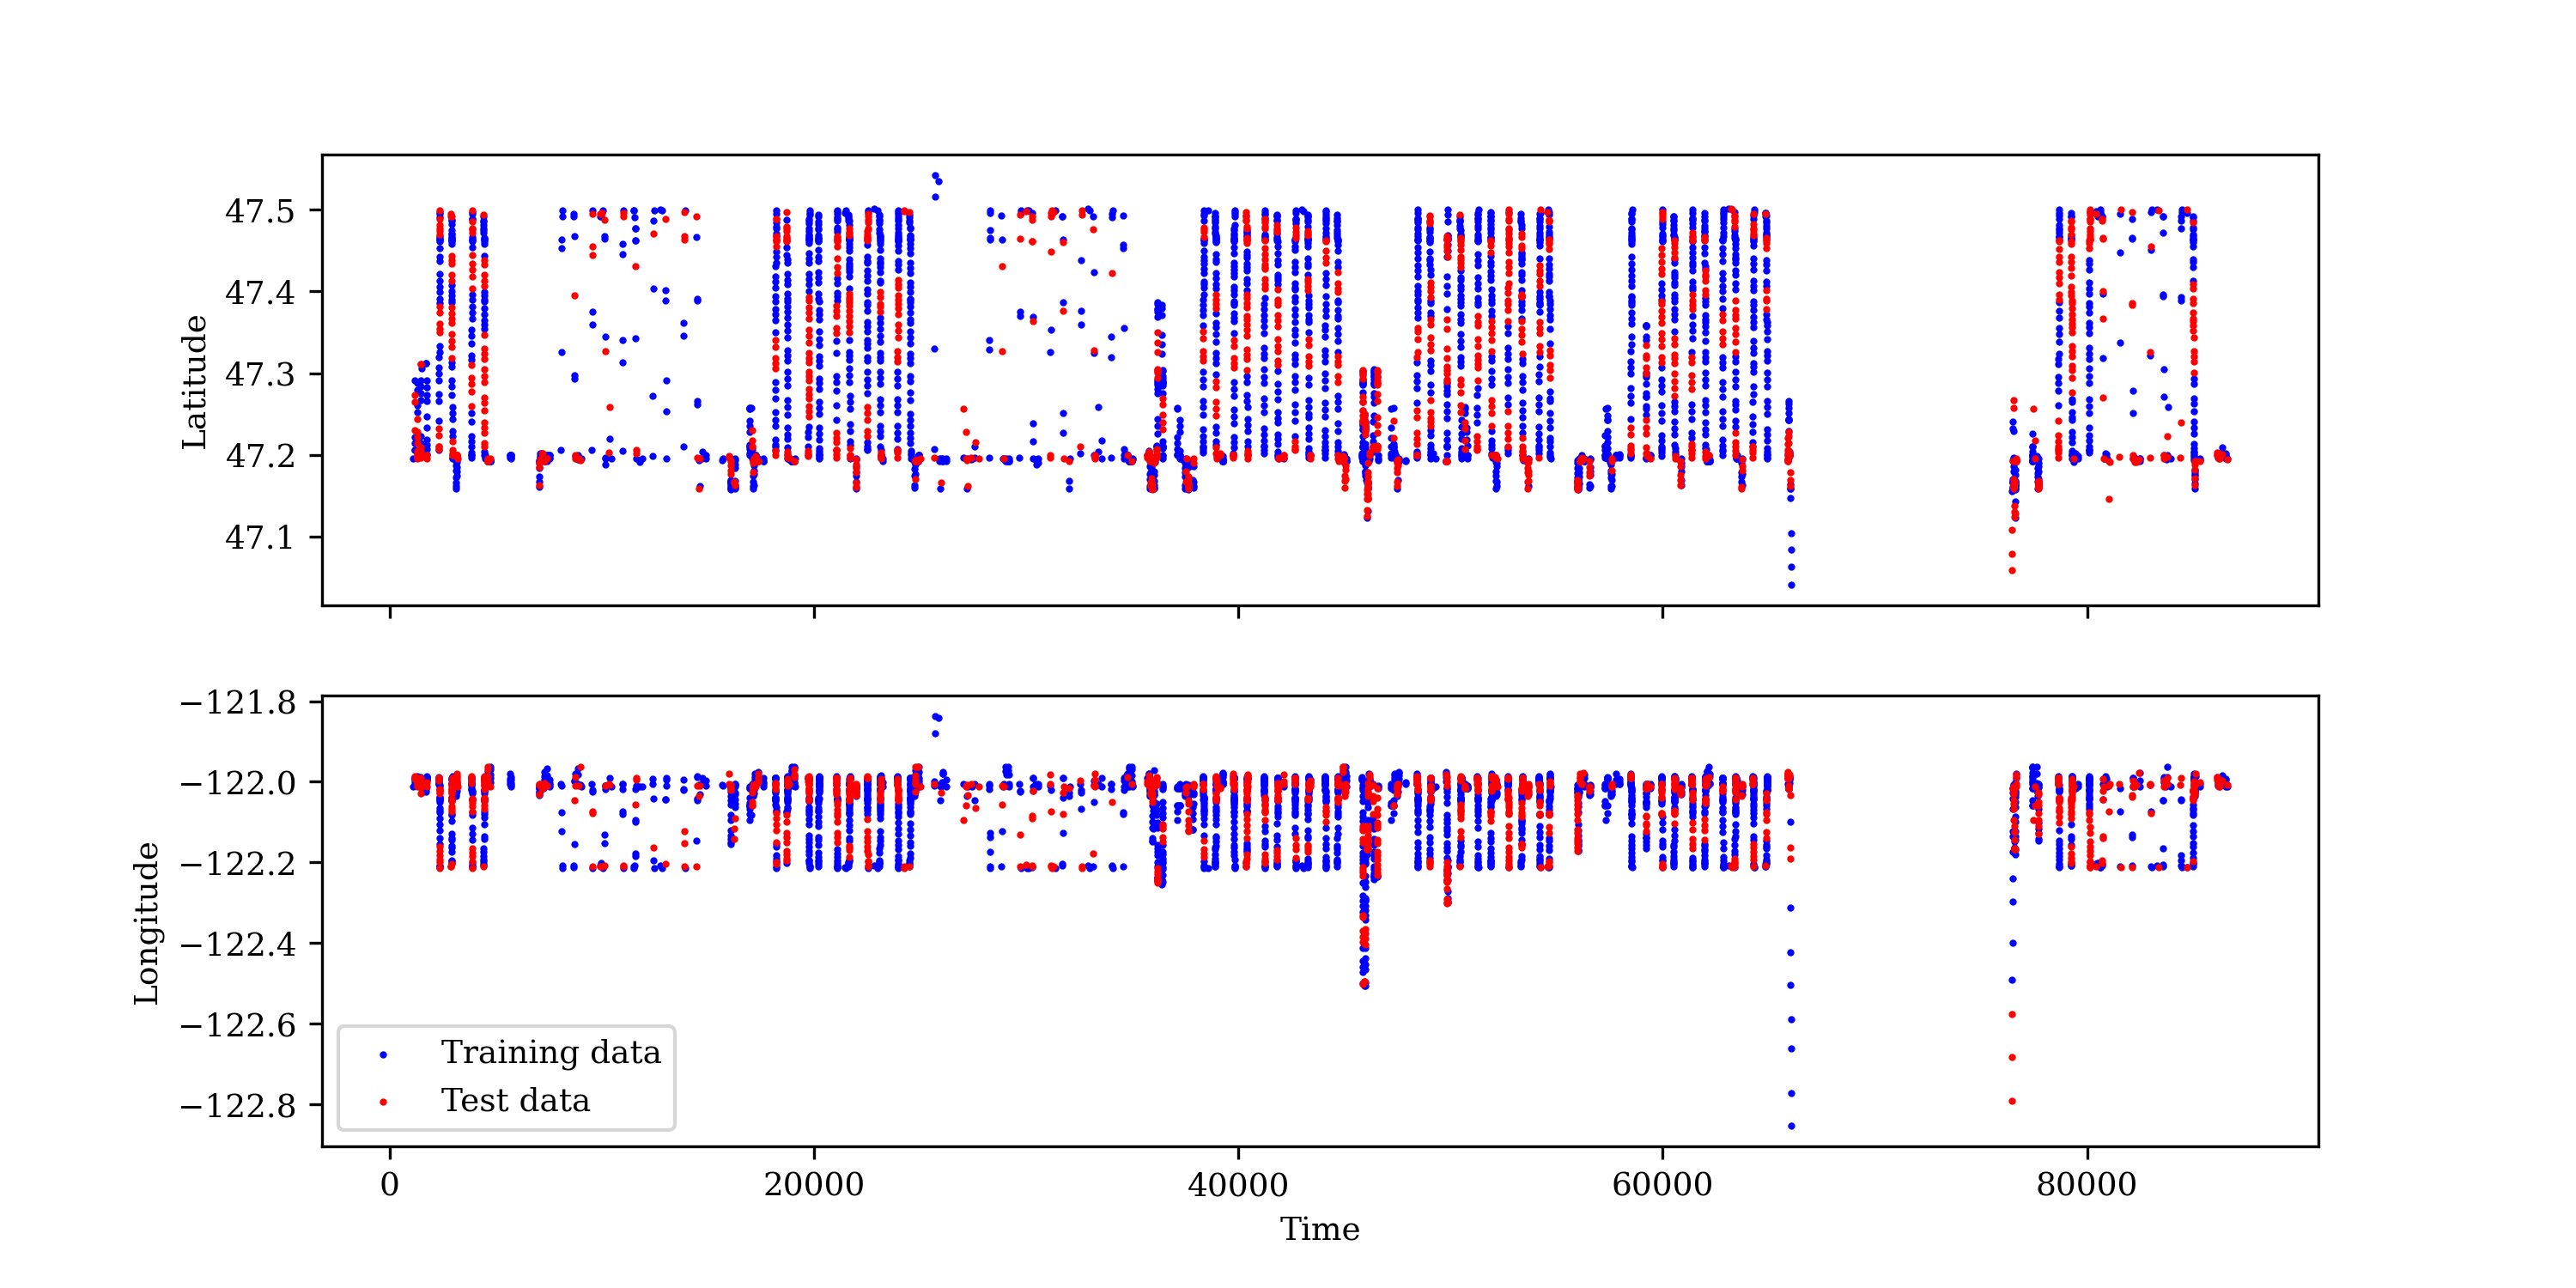 47.5
47.4
47.3
47.2
47.1
Latitude
−121.8
−122.0
−122.2
−122.4
−122.6
−122.8
Longitude
Training data
Test data
0 20000 40000 60000 80000
Time